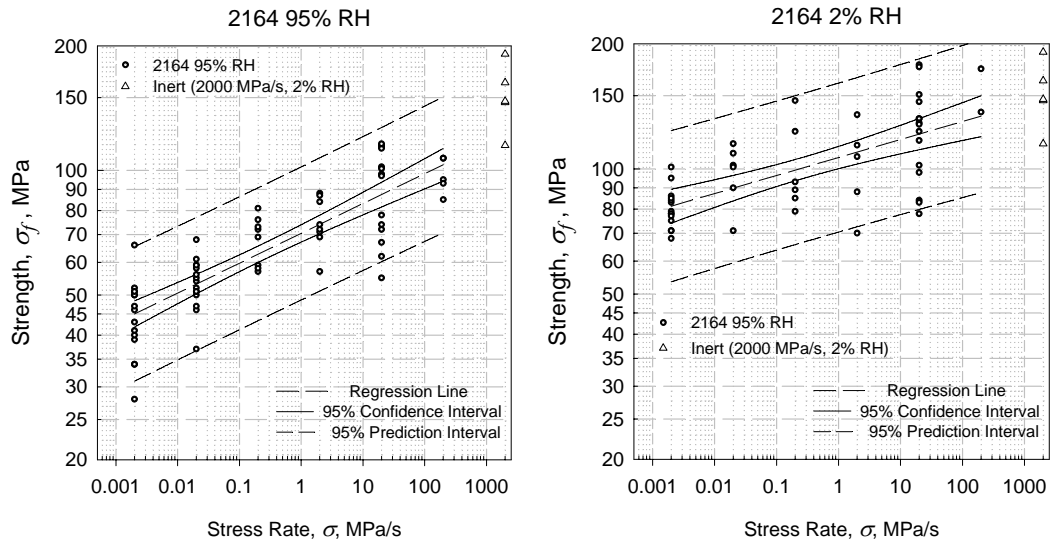 2164 95% RH
200
150
100
90
80
70
60
50
45
40
35
30
25
20
Strength, σf , MPa
2164 95% RH
Inert (2000 MPa/s, 2% RH)
Regression Line
95% Confidence Interval
95% Prediction Interval
0.001 0.01 0.1 1 10 100 1000
Stress Rate, σ, MPa/s
2164 2% RH
200
150
100
90
80
70
60
50
45
40
35
30
25
20
Strength, σf , MPa
2164 95% RH
Inert (2000 MPa/s, 2% RH)
Regression Line
95% Confidence Interval
95% Prediction Interval
0.001 0.01 0.1 1 10 100 1000
Stress Rate, σ, MPa/s